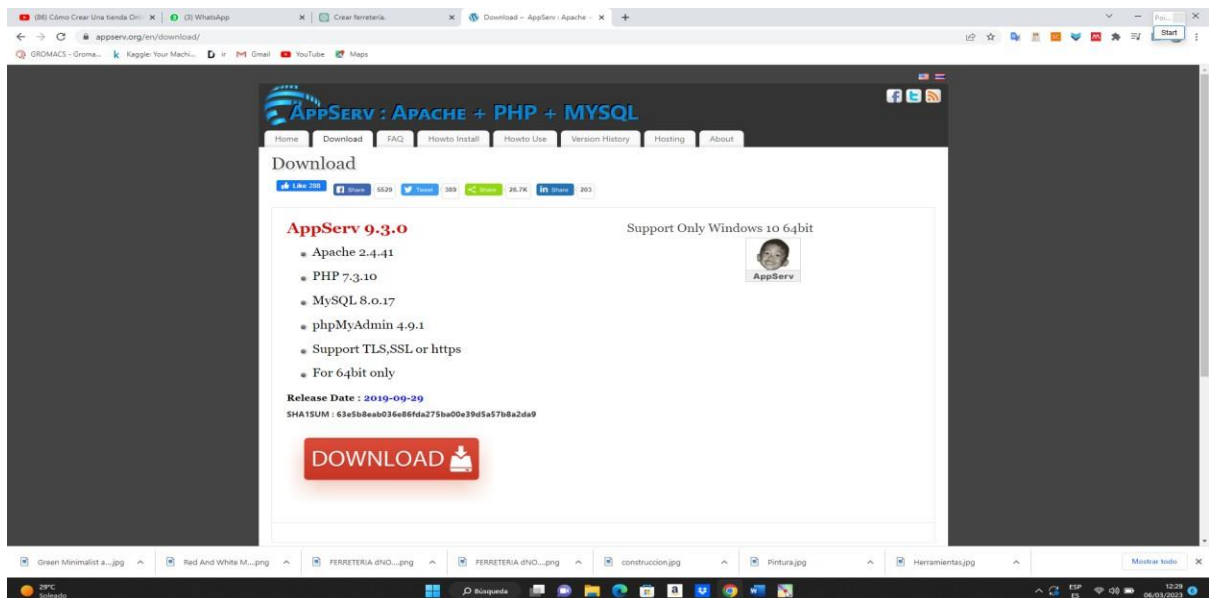 (86) Cómo Crear Una tienda Onli
(3) WhatsApp
Crear ferretería.
Download – AppServ : Apache –
Start
appserv.org/en/download/
GROMACS - Groma...
Kaggle: Your Machi...
ir
Gmail
YouTube
Maps
APPSERV : APACHE + PHP + MYSQL
Home
Download
FAQ
Howto Install
Howto Use
Version History
Hosting
About
Download
Like 288
Share 5529
Tweet 389
Share 26.7K
in Share 203
AppServ 9.3.0
Support Only Windows 10 64bit
Apache 2.4.41
AppServ
PHP 7.3.10
MySQL 8.0.17
phpMyAdmin 4.9.1
Support TLS,SSL or https
For 64bit only
Release Date : 2019-09-29
SHA1SUM : 63e5b8eab036e86fda275ba00e39d5a57b8a2da9
DOWNLOAD
Green Minimalist a...jpg
Red And White M...png
FERRETERIA dNO....png
FERRETERIA dNO....png
construccion.jpg
Pintura.jpg
Herramientas.jpg
Mostrar todo
29°C
Soleado
Búsqueda
ESP
ES
12:29
06/03/2023